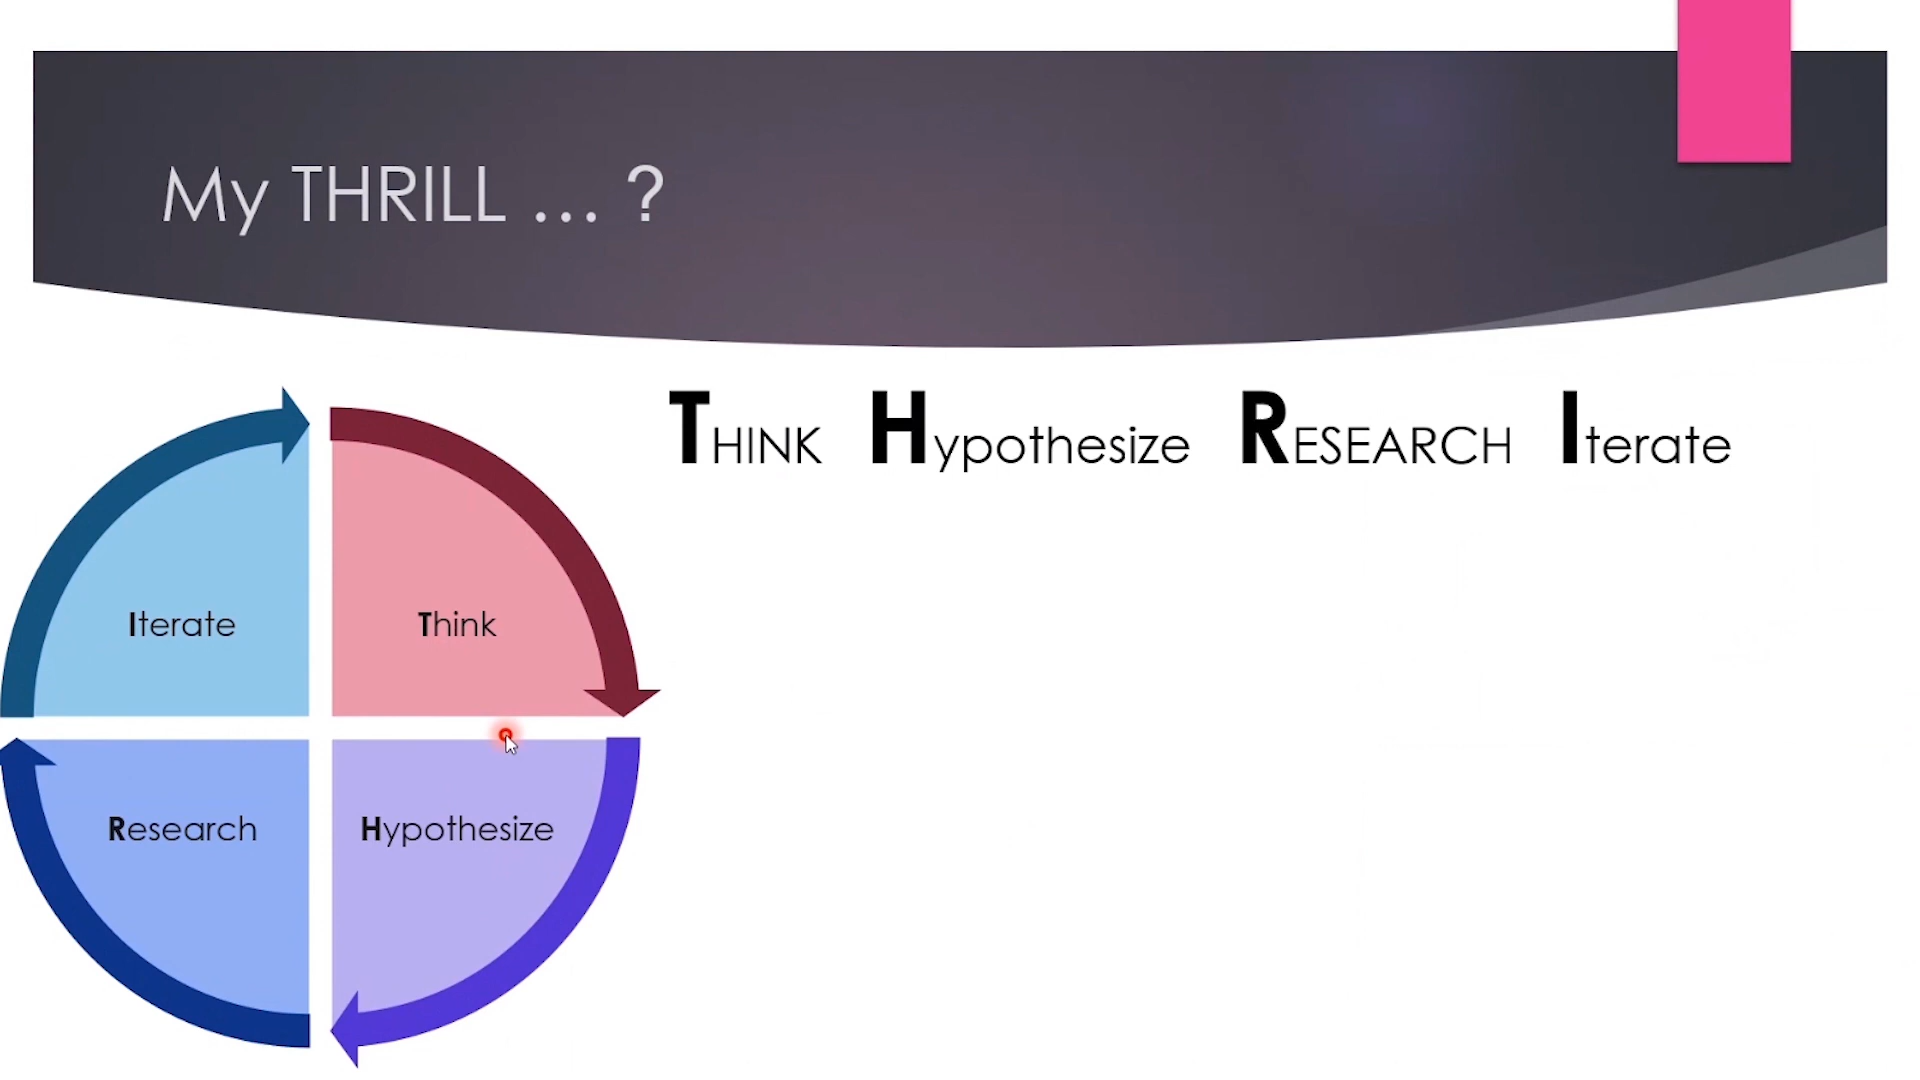 My THRILL ... ?
THINK Hypothesize RESEARCH Iterate
Iterate Think
Research Hypothesize